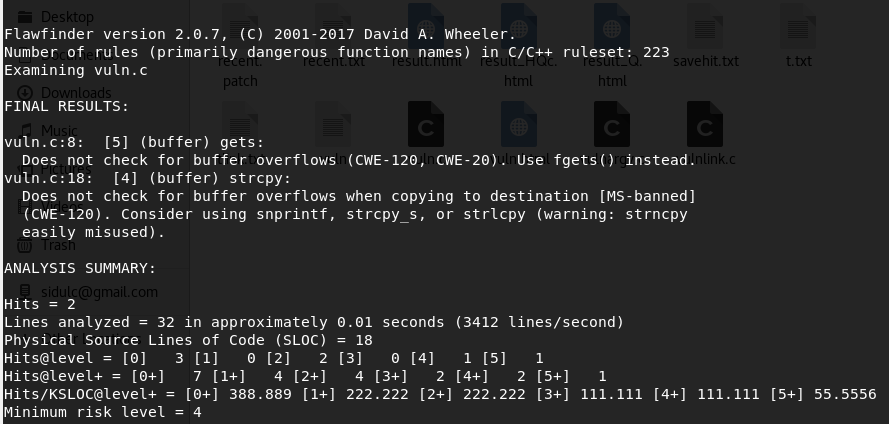 Desktop
Flawfinder version 2.0.7, (C) 2001-2017 David A. Wheeler.
Number of rules (primarily dangerous function names) in C/C++ ruleset: 223
Examining vuln.c
recent.
patch
recent.txt
result.html
result_HQc.
html
result_Q.
html
savehit.txt
t.txt
Downloads
FINAL RESULTS:
Music
vuln.c:8:  [5] (buffer) gets:
  Does not check for buffer overflows (CWE-120, CWE-20). Use fgets() instead.
vuln.c:18:  [4] (buffer) strcpy:
  Does not check for buffer overflows when copying to destination [MS-banned]
  (CWE-120). Consider using snprintf, strcpy_s, or strlcpy (warning: strncpy
  easily misused).
Trash
ANALYSIS SUMMARY:
sidulc@gmail.com
Hits = 2
Lines analyzed = 32 in approximately 0.01 seconds (3412 lines/second)
Physical Source Lines of Code (SLOC) = 18
Hits@level = [0]   3 [1]   0 [2]   2 [3]   0 [4]   1 [5]   1
Hits@level+ = [0+]   7 [1+]   4 [2+]   4 [3+]   2 [4+]   2 [5+]   1
Hits/KSLOC@level+ = [0+] 388.889 [1+] 222.222 [2+] 222.222 [3+] 111.111 [4+] 111.111 [5+] 55.5556
Minimum risk level = 4